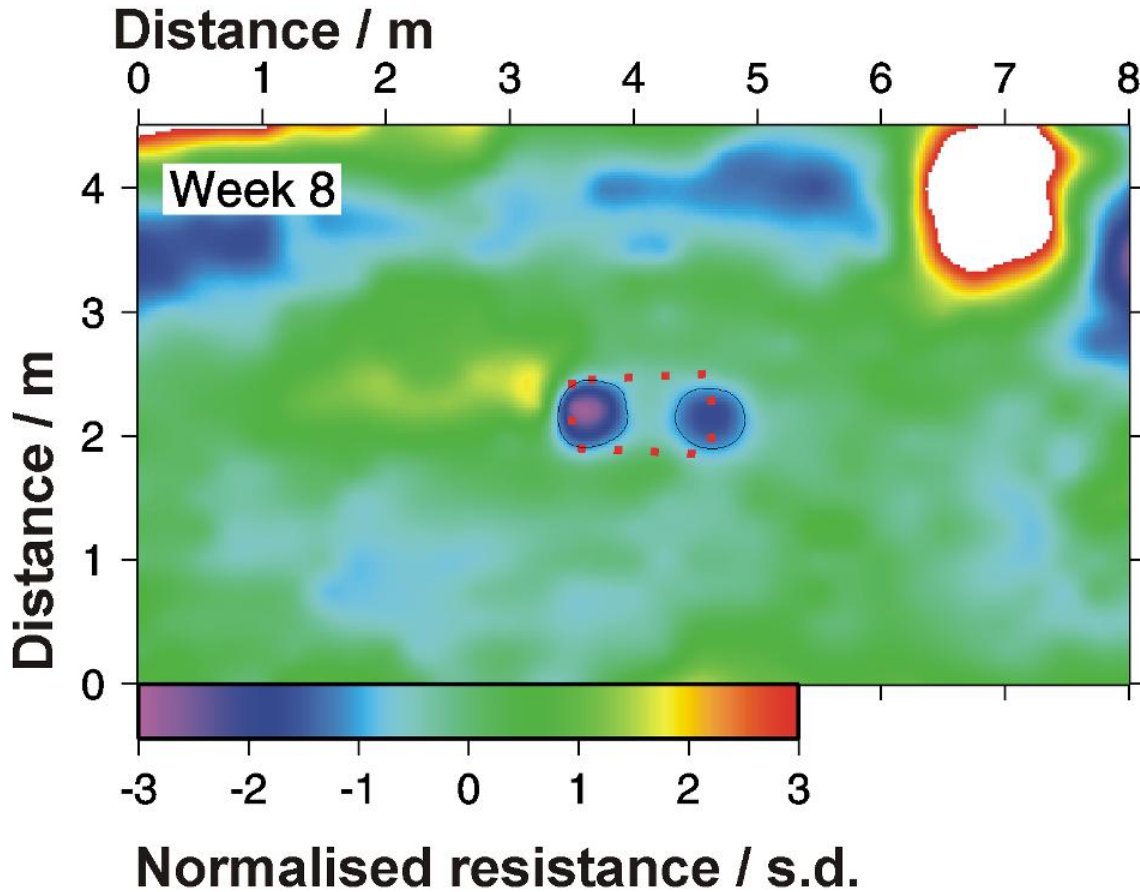 Distance / m
0 1 2 3 4 5 6 7 8
Week 8
4
3
2
1
0
Distance / m
-3 -2 -1 0 1 2 3
Normalised resistance / s.d.